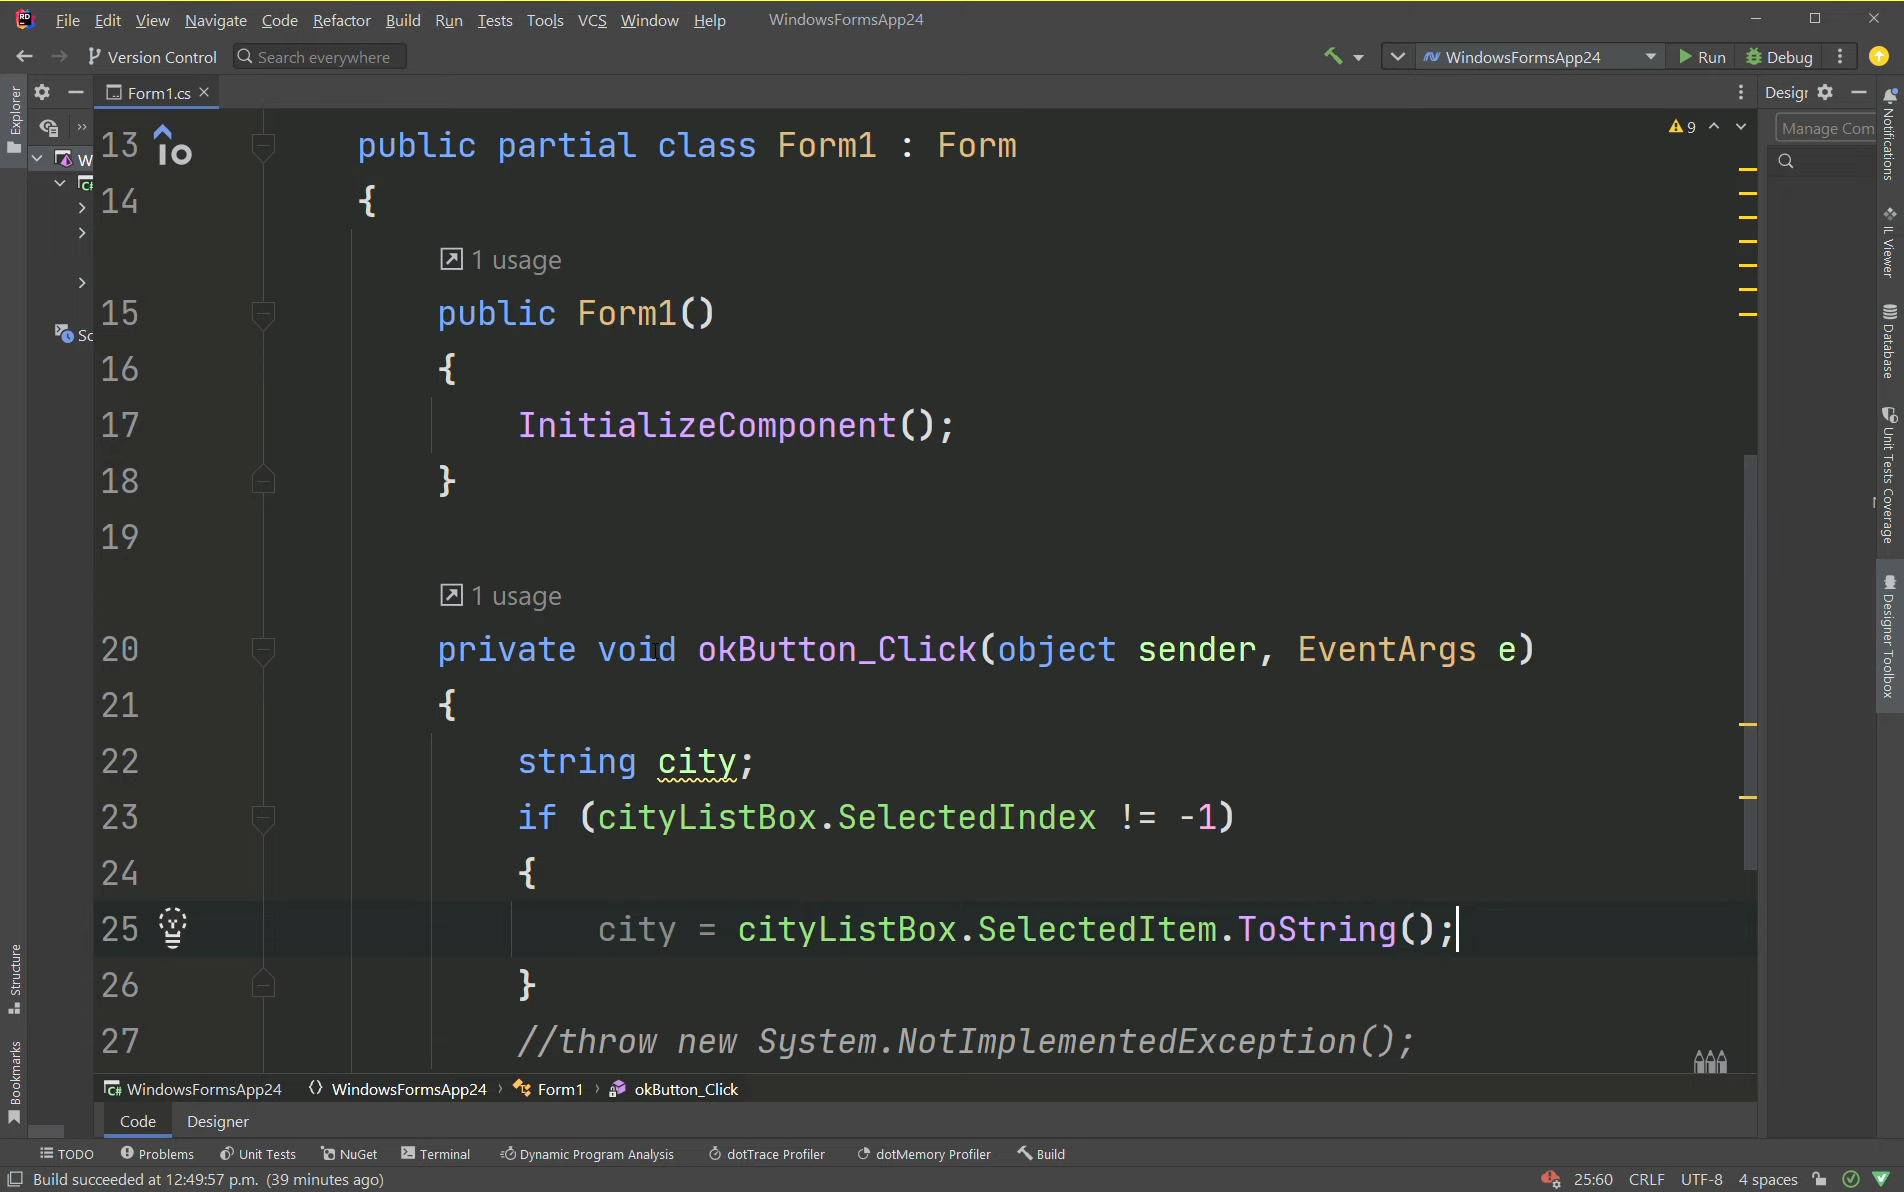 File Edit View Navigate Code Refactor Build Run Tests Tools VCS Window Help WindowsFormsApp24
Version Control Search everywhere WindowsFormsApp24 Run Debug
Form1.cs
Explorer
W
C#
Sc
Structure
Bookmarks
9
13 public partial class Form1 : Form
14 {
1 usage
15 public Form1()
16 {
17 InitializeComponent();
18 }
19
1 usage
20 private void okButton_Click(object sender, EventArgs e)
21 {
22 string city;
23 if (cityListBox.SelectedIndex != -1)
24 {
25 city = cityListBox.SelectedItem.ToString();
26 }
27 //throw new System.NotImplementedException();
Desigr
Manage Com
Notifications
IL Viewer
Database
Unit Tests Coverage
Designer Toolbox
C# WindowsFormsApp24 WindowsFormsApp24 › Form1 › okButton_Click
Code Designer
TODO Problems Unit Tests NuGet Terminal Dynamic Program Analysis dotTrace Profiler dotMemory Profiler Build
Build succeeded at 12:49:57 p.m. (39 minutes ago) 25:60 CRLF UTF-8 4 spaces